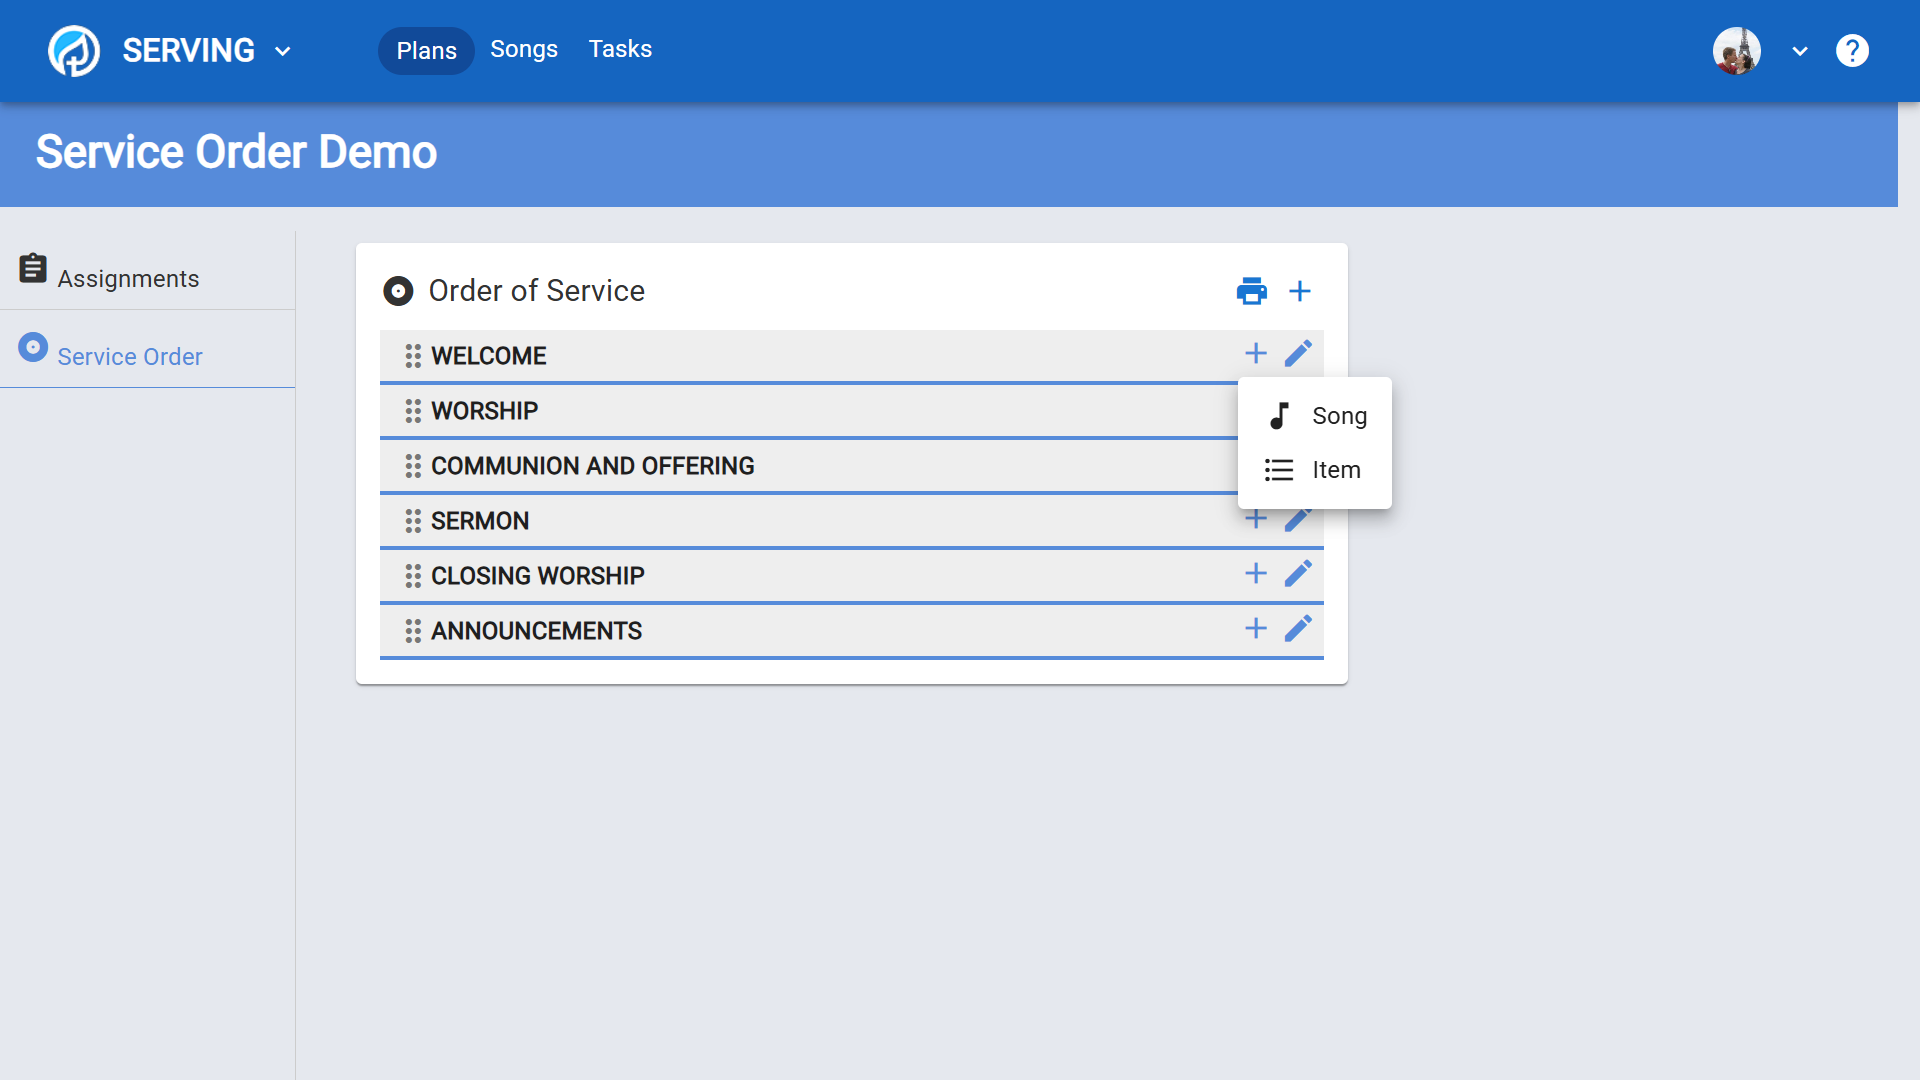 SERVING
Plans Songs Tasks
?
Service Order Demo
Assignments
Service Order
Order of Service
WELCOME
WORSHIP
COMMUNION AND OFFERING
SERMON
CLOSING WORSHIP
ANNOUNCEMENTS
Song
Item